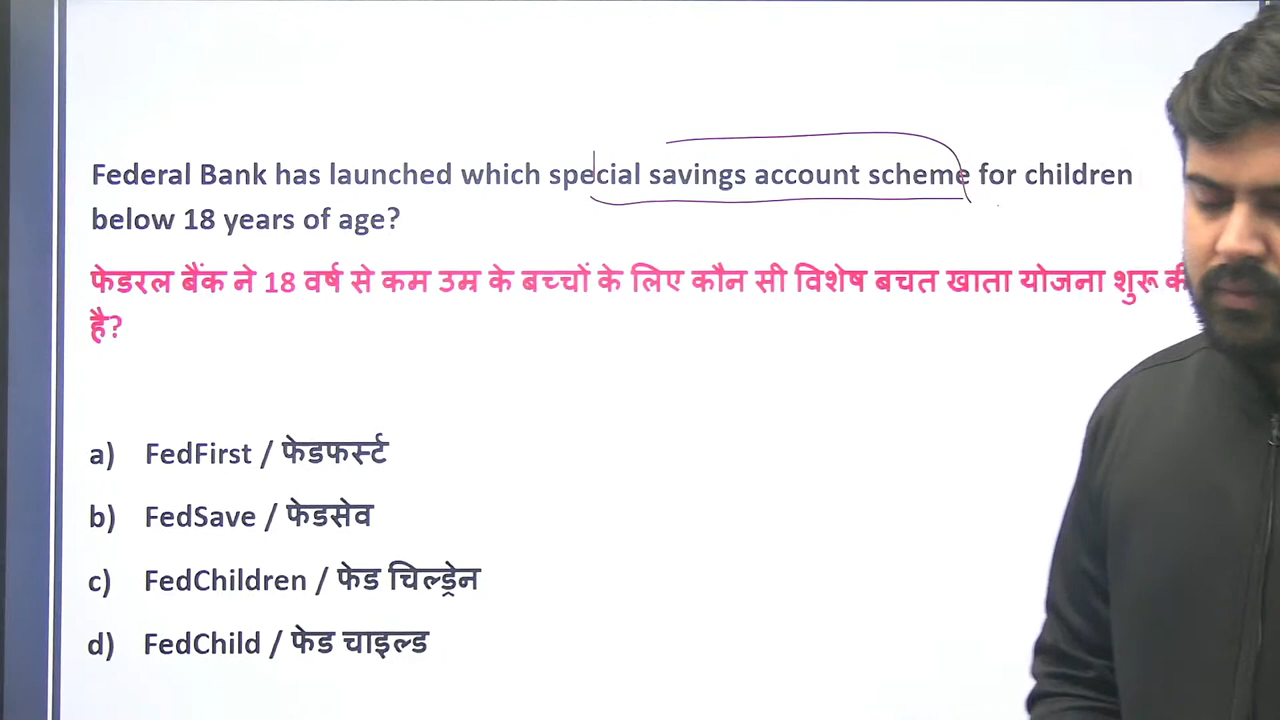 Federal Bank has launched which special savings account scheme for children
below 18 years of age?
फेडरल बैंक ने 18 वर्ष से कम उम्र के बच्चों के लिए कौन सी विशेष बचत खाता योजना शुरू की
है?
a) FedFirst / फेडफर्स्ट
b) FedSave / फेडसेव
c) FedChildren / फेड चिल्ड्रेन
d) FedChild / फेड चाइल्ड